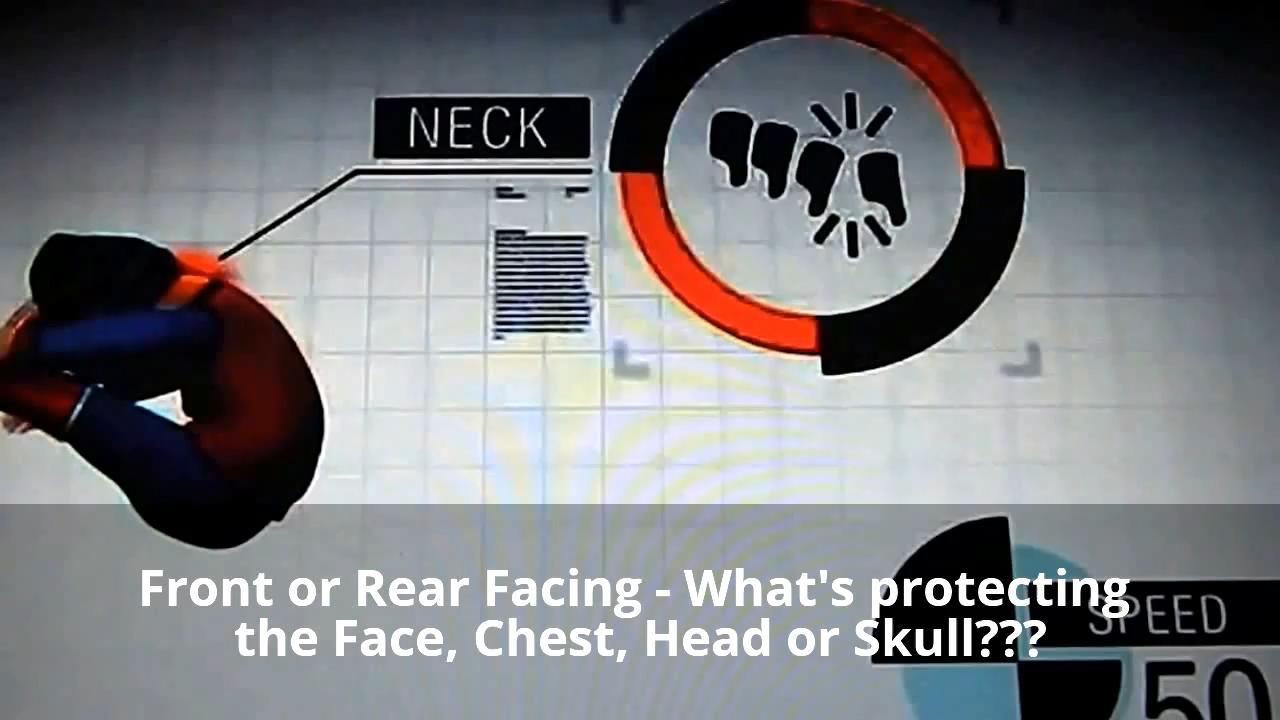 NECK
Front or Rear Facing - What's protecting
the Face, Chest, Head or Skull???
SPEED
50